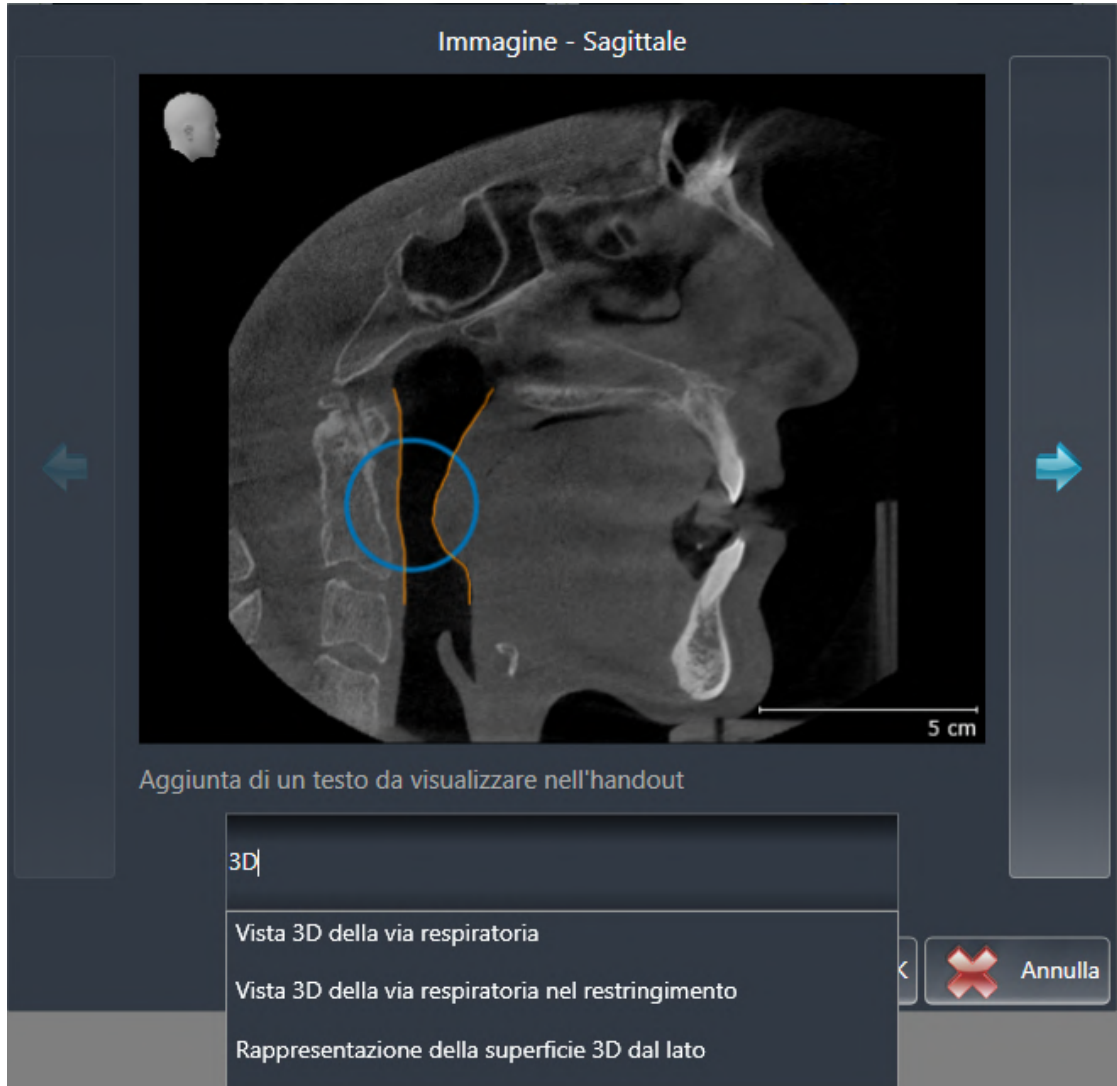 Immagine - Sagittale
5 cm
Aggiunta di un testo da visualizzare nell'handout
3D
Vista 3D della via respiratoria
Vista 3D della via respiratoria nel restringimento
Rappresentazione della superficie 3D dal lato
K
Annulla